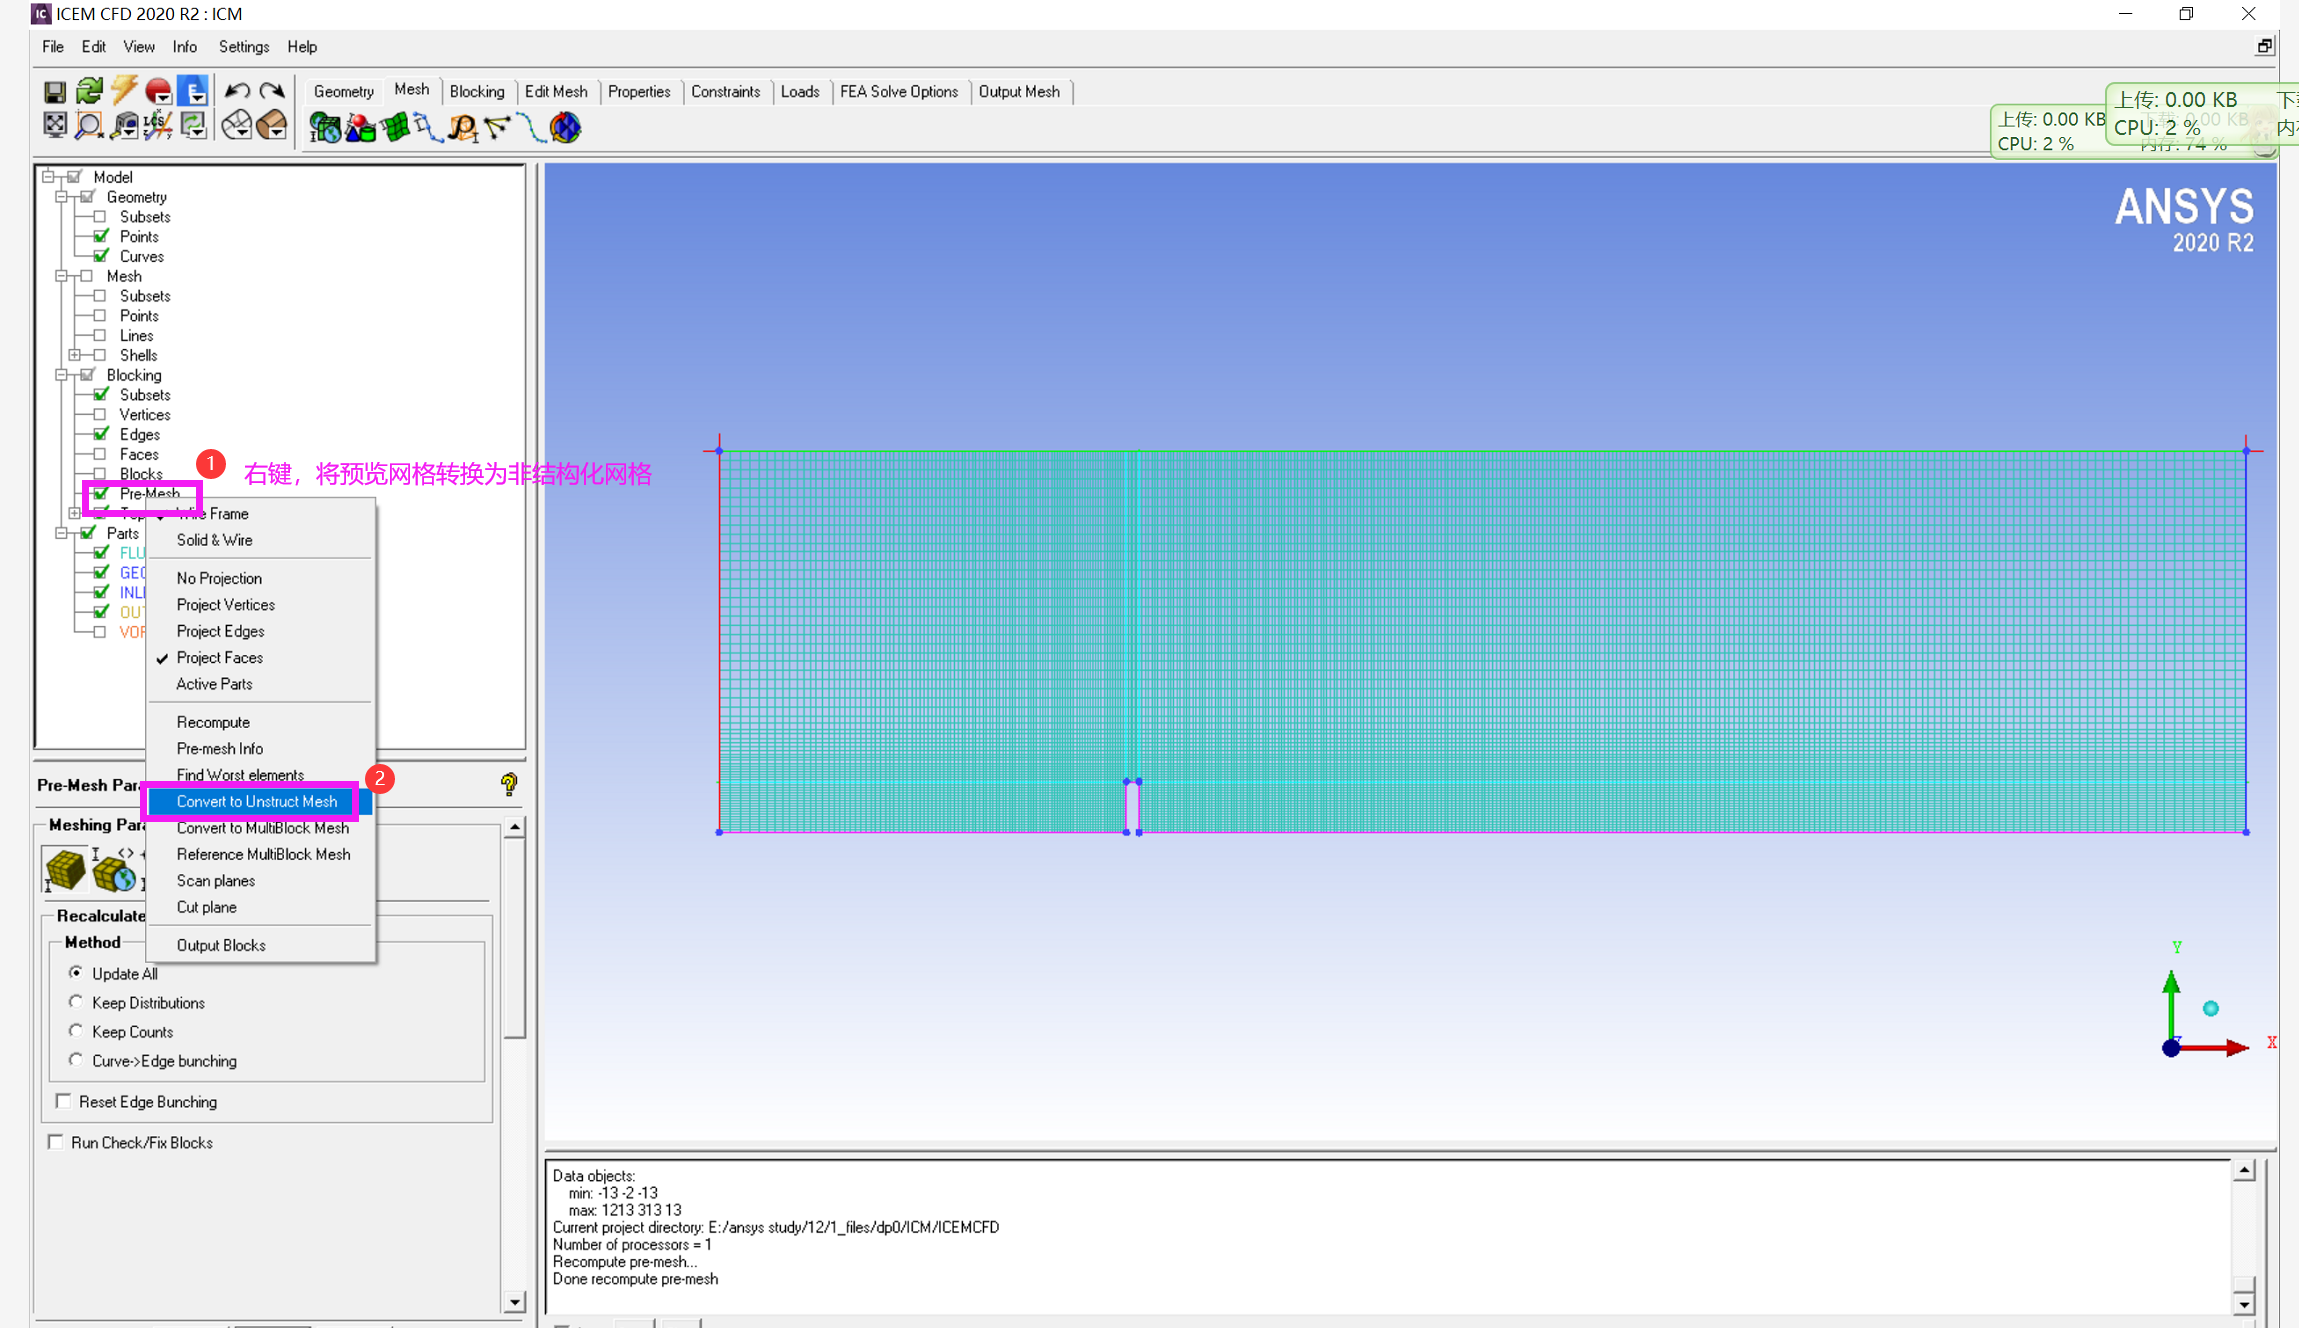 ICEM CFD 2020 R2 : ICM
File Edit View Info Settings Help
Geometry Mesh Blocking Edit Mesh Properties Constraints Loads FEA Solve Options Output Mesh
上传: 0.00 KB
CPU: 2 %
上传: 0.00 KB 下载: 0.00 KB
CPU: 2 % 内存: 74 %
ANSYS
2020 R2
Model
Geometry
Subsets
Points
Curves
Mesh
Subsets
Points
Lines
Shells
Blocking
Subsets
Vertices
Edges
Faces
Blocks
1 右键，将预览网格转换为非结构化网格
Pre-Mesh
Parts
FLU
GEO
INL
OUT
VOR
Wire Frame
Solid & Wire
No Projection
Project Vertices
Project Edges
Project Faces
Active Parts
Recompute
Pre-mesh Info
Find Worst elements
2
Convert to Unstruct Mesh
Convert to MultiBlock Mesh
Reference MultiBlock Mesh
Scan planes
Cut plane
Output Blocks
Pre-Mesh Par
Meshing Par
Recalculate
Method
Update All
Keep Distributions
Keep Counts
Curve->Edge bunching
Reset Edge Bunching
Run Check/Fix Blocks
Y
X
Data objects:
min: -13 -2 -13
max: 1213 313 13
Current project directory: E:/ansys study/12/1_files/dp0/ICM/ICEMCFD
Number of processors = 1
Recompute pre-mesh...
Done recompute pre-mesh